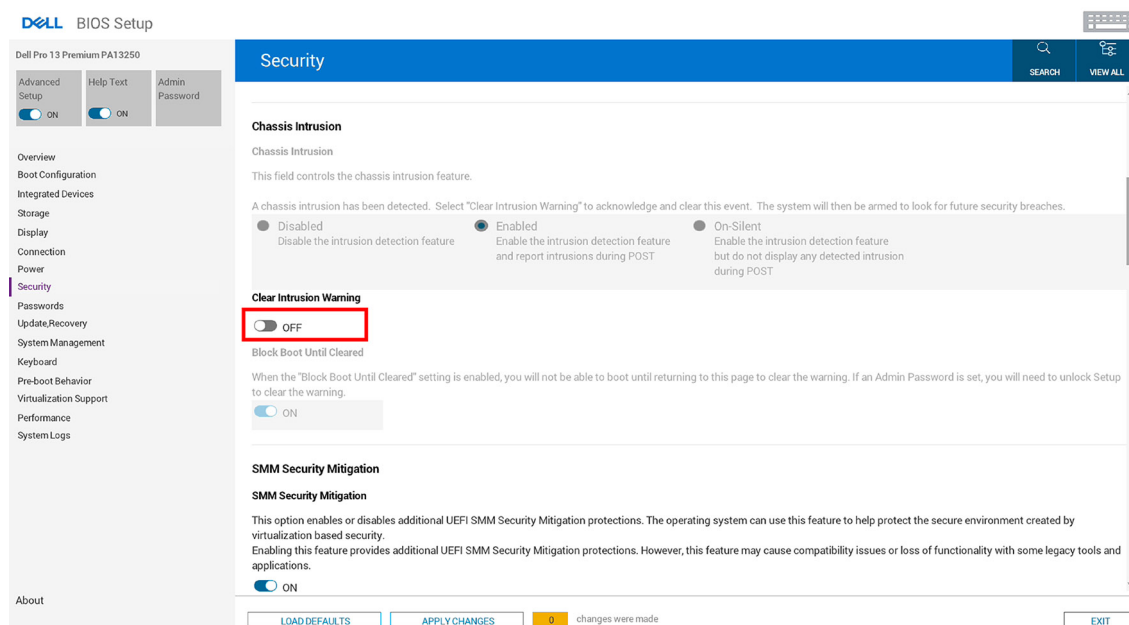 DELL BIOS Setup
Dell Pro 13 Premium PA13250
Advanced Setup
ON
Help Text
ON
Admin Password
Overview
Boot Configuration
Integrated Devices
Storage
Display
Connection
Power
Security
Passwords
Update,Recovery
System Management
Keyboard
Pre-boot Behavior
Virtualization Support
Performance
System Logs
About
Security
SEARCH
VIEW ALL
Chassis Intrusion
Chassis Intrusion
This field controls the chassis intrusion feature.
A chassis intrusion has been detected. Select "Clear Intrusion Warning" to acknowledge and clear this event. The system will then be armed to look for future security breaches.
Disabled
Disable the intrusion detection feature
Enabled
Enable the intrusion detection feature
and report intrusions during POST
On-Silent
Enable the intrusion detection feature
but do not display any detected intrusion
during POST
Clear Intrusion Warning
OFF
Block Boot Until Cleared
When the "Block Boot Until Cleared" setting is enabled, you will not be able to boot until returning to this page to clear the warning. If an Admin Password is set, you will need to unlock Setup
to clear the warning.
ON
SMM Security Mitigation
SMM Security Mitigation
This option enables or disables additional UEFI SMM Security Mitigation protections. The operating system can use this feature to help protect the secure environment created by
virtualization based security.
Enabling this feature provides additional UEFI SMM Security Mitigation protections. However, this feature may cause compatibility issues or loss of functionality with some legacy tools and
applications.
ON
LOAD DEFAULTS
APPLY CHANGES
0 changes were made
EXIT